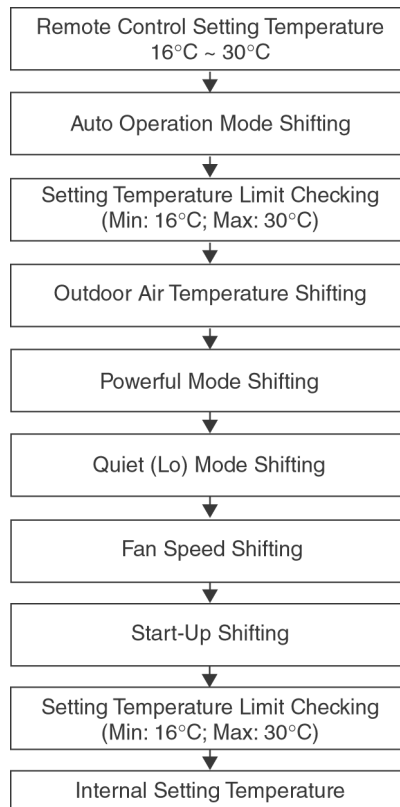 Remote Control Setting Temperature
16°C ~ 30°C
Auto Operation Mode Shifting
Setting Temperature Limit Checking
(Min: 16°C; Max: 30°C)
Outdoor Air Temperature Shifting
Powerful Mode Shifting
Quiet (Lo) Mode Shifting
Fan Speed Shifting
Start-Up Shifting
Setting Temperature Limit Checking
(Min: 16°C; Max: 30°C)
Internal Setting Temperature